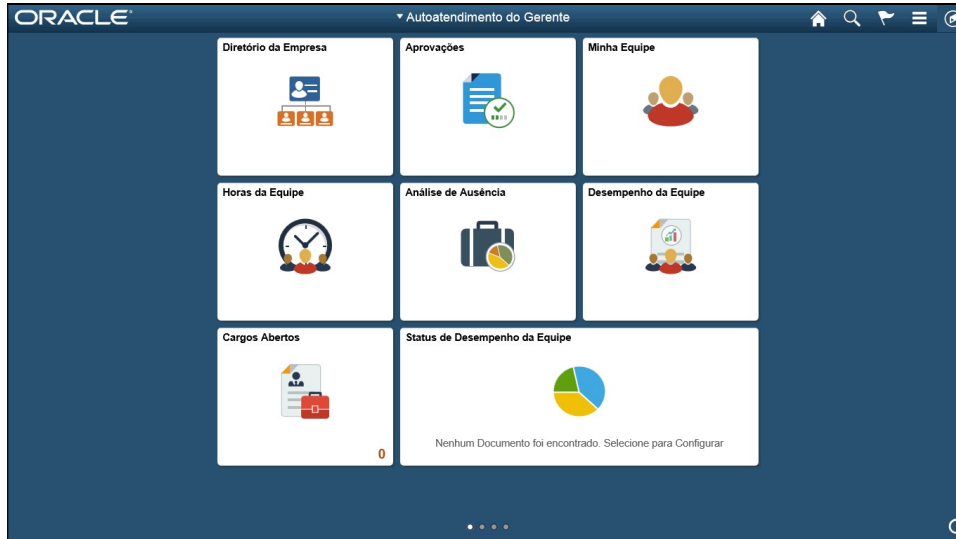 ORACLE
Autoatendimento do Gerente
Diretório da Empresa
Aprovações
Minha Equipe
Horas da Equipe
Análise de Ausência
Desempenho da Equipe
Cargos Abertos
0
Status de Desempenho da Equipe
Nenhum Documento foi encontrado. Selecione para Configurar